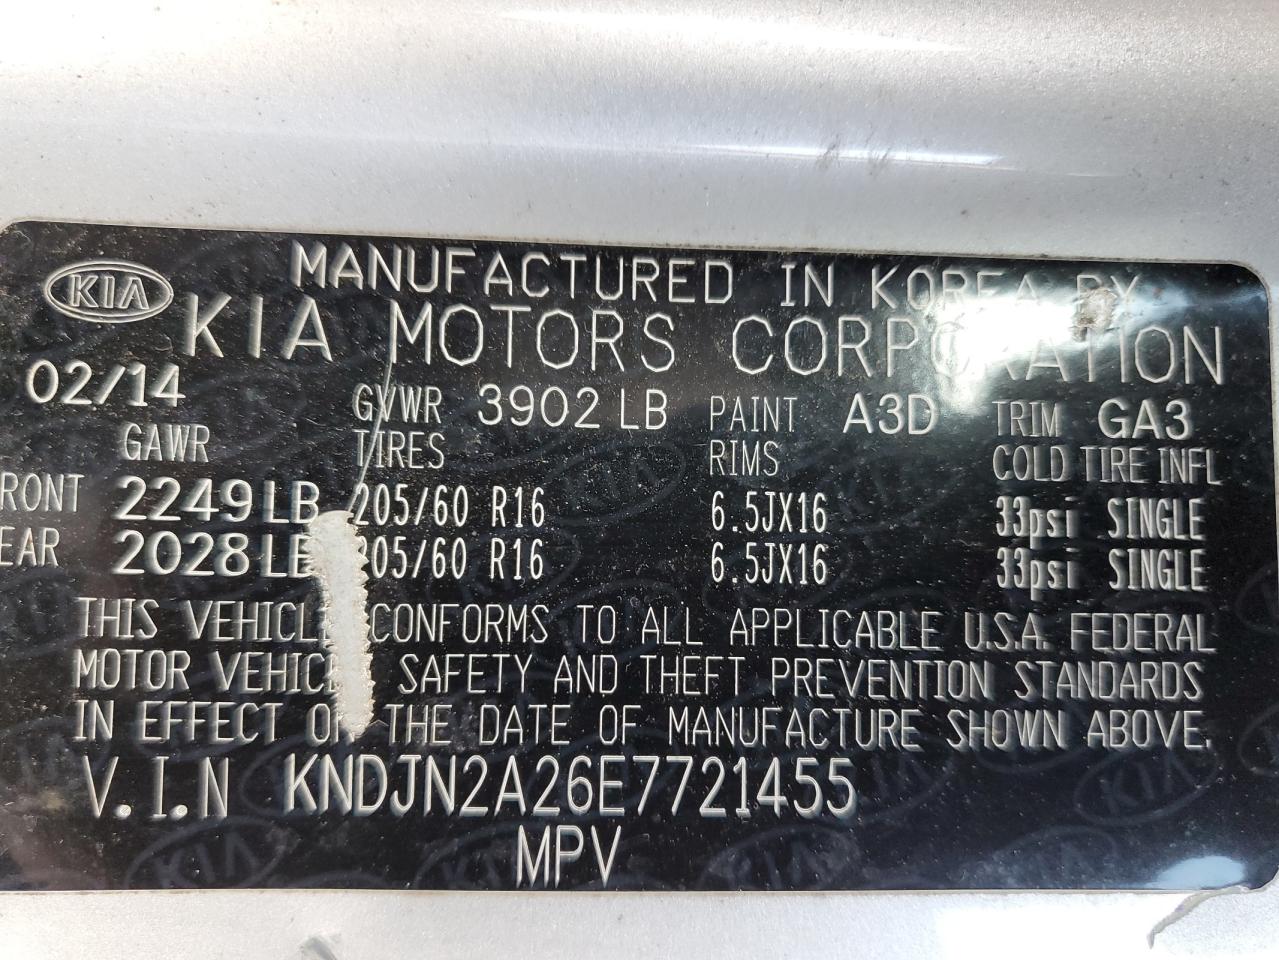 MANUFACTURED IN KOREA BY
KIA KIA MOTORS CORPORATION
02/14 GVWR 3902 LB PAINT A3D TRIM GA3
GAWR TIRES RIMS COLD TIRE INFL
RONT 2249 LB 205/60 R16 6.5JX16 33psi SINGLE
EAR 2028 LB 205/60 R16 6.5JX16 33psi SINGLE
THIS VEHICLE CONFORMS TO ALL APPLICABLE U.S.A. FEDERAL
MOTOR VEHICLE SAFETY AND THEFT PREVENTION STANDARDS
IN EFFECT ON THE DATE OF MANUFACTURE SHOWN ABOVE.
V.I.N KNDJN2A26E7721455
MPV